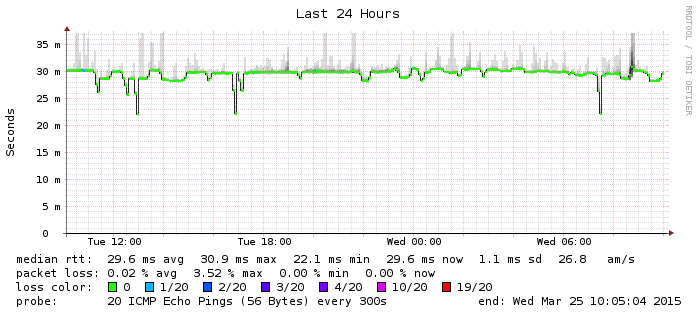 Last 24 Hours
RRDTOOL / TOBI OETIKER
Seconds
35 m
30 m
25 m
20 m
15 m
10 m
5 m
0
Tue 12:00 Tue 18:00 Wed 00:00 Wed 06:00
median rtt: 29.6 ms avg 30.9 ms max 22.1 ms min 29.6 ms now 1.1 ms sd 26.8 am/s
packet loss: 0.02 % avg 3.52 % max 0.00 % min 0.00 % now
loss color: 0 1/20 2/20 3/20 4/20 10/20 19/20
probe: 20 ICMP Echo Pings (56 Bytes) every 300s end: Wed Mar 25 10:05:04 2015